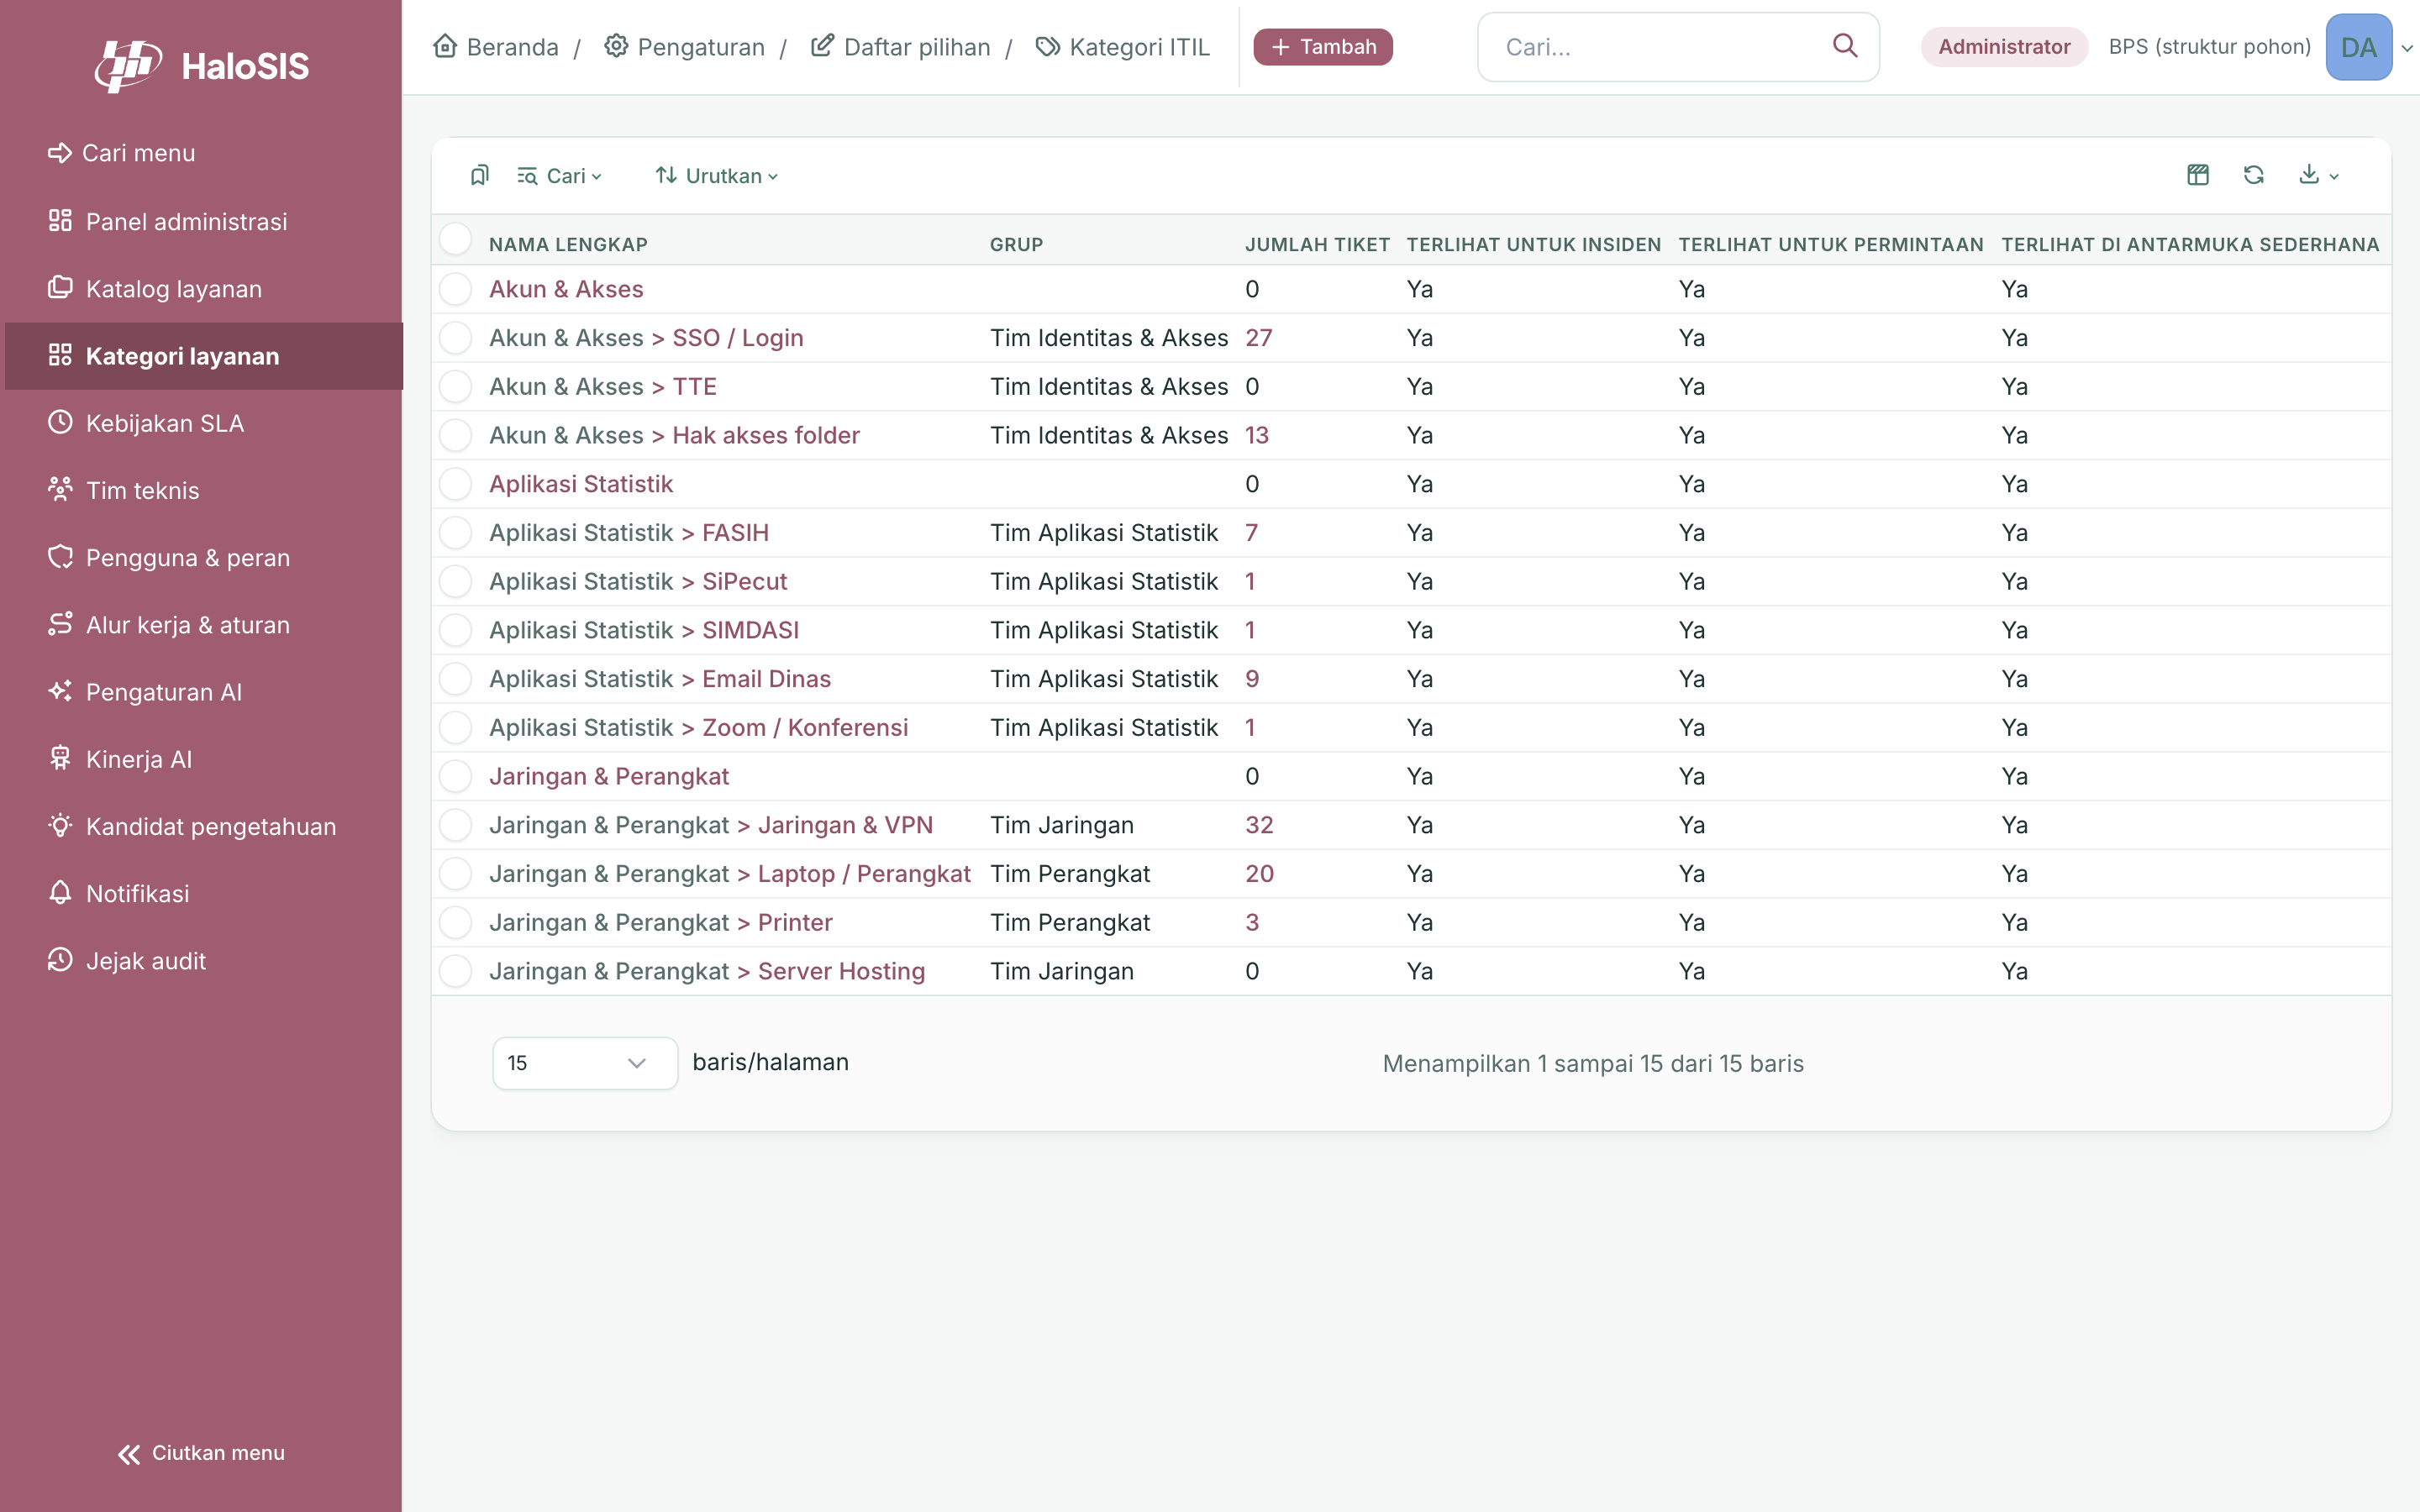 HaloSIS
Cari menu
Panel administrasi
Katalog layanan
Kategori layanan
Kebijakan SLA
Tim teknis
Pengguna & peran
Alur kerja & aturan
Pengaturan AI
Kinerja AI
Kandidat pengetahuan
Notifikasi
Jejak audit
Ciutkan menu
Beranda / Pengaturan / Daftar pilihan / Kategori ITIL
+ Tambah
Cari...
Administrator
BPS (struktur pohon)
DA
Cari
Urutkan
NAMA LENGKAP GRUP JUMLAH TIKET TERLIHAT UNTUK INSIDEN TERLIHAT UNTUK PERMINTAAN TERLIHAT DI ANTARMUKA SEDERHANA
Akun & Akses 0 Ya Ya Ya
Akun & Akses > SSO / Login Tim Identitas & Akses 27 Ya Ya Ya
Akun & Akses > TTE Tim Identitas & Akses 0 Ya Ya Ya
Akun & Akses > Hak akses folder Tim Identitas & Akses 13 Ya Ya Ya
Aplikasi Statistik 0 Ya Ya Ya
Aplikasi Statistik > FASIH Tim Aplikasi Statistik 7 Ya Ya Ya
Aplikasi Statistik > SiPecut Tim Aplikasi Statistik 1 Ya Ya Ya
Aplikasi Statistik > SIMDASI Tim Aplikasi Statistik 1 Ya Ya Ya
Aplikasi Statistik > Email Dinas Tim Aplikasi Statistik 9 Ya Ya Ya
Aplikasi Statistik > Zoom / Konferensi Tim Aplikasi Statistik 1 Ya Ya Ya
Jaringan & Perangkat 0 Ya Ya Ya
Jaringan & Perangkat > Jaringan & VPN Tim Jaringan 32 Ya Ya Ya
Jaringan & Perangkat > Laptop / Perangkat Tim Perangkat 20 Ya Ya Ya
Jaringan & Perangkat > Printer Tim Perangkat 3 Ya Ya Ya
Jaringan & Perangkat > Server Hosting Tim Jaringan 0 Ya Ya Ya
15 baris/halaman
Menampilkan 1 sampai 15 dari 15 baris